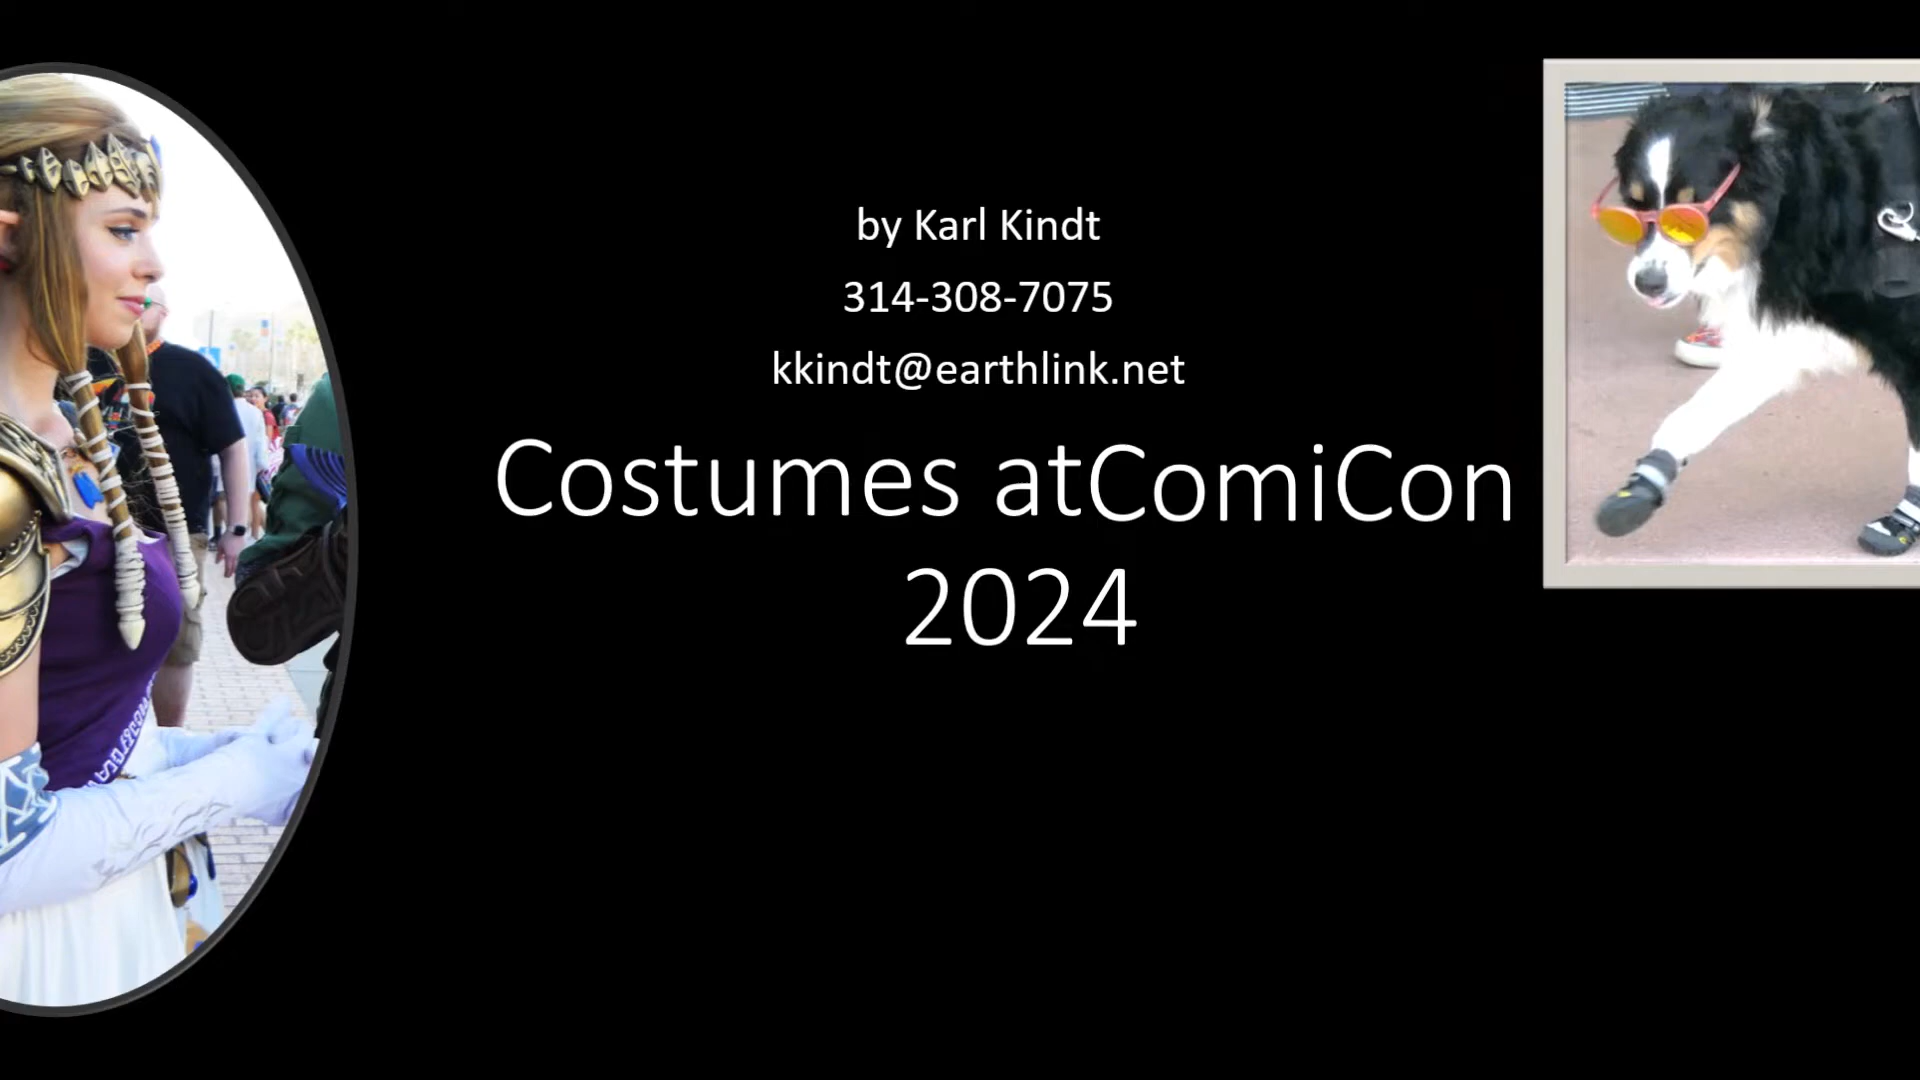 by Karl Kindt
314-308-7075
kkindt@earthlink.net
Costumes atComiCon
2024